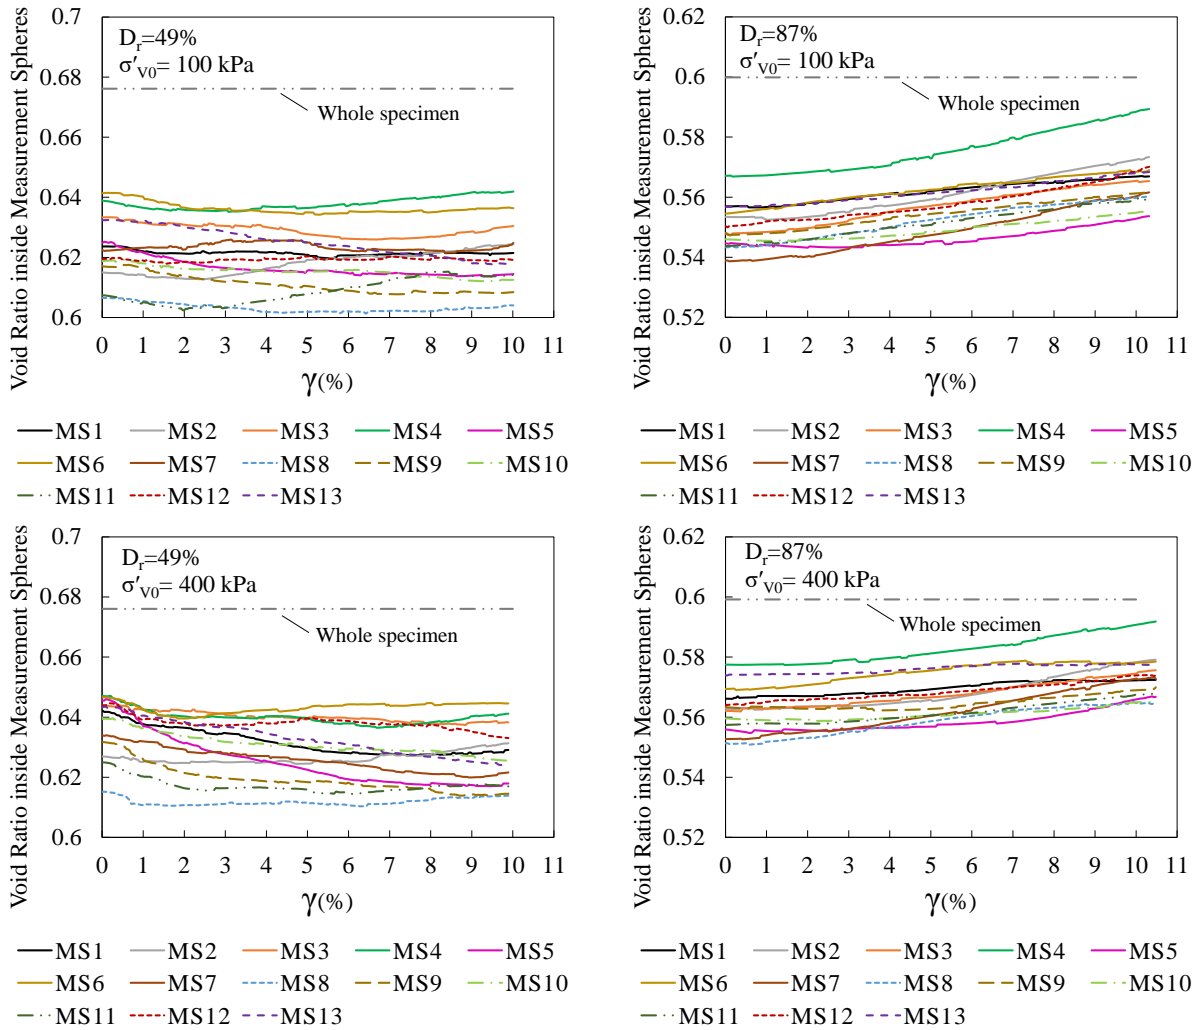 Void Ratio inside Measurement Spheres
0.7
0.68
0.66
0.64
0.62
0.6
D_r=49%
σ′_V0= 100 kPa
Whole specimen
0 1 2 3 4 5 6 7 8 9 10 11
γ(%)
MS1 MS2 MS3 MS4 MS5
MS6 MS7 MS8 MS9 MS10
MS11 MS12 MS13
Void Ratio inside Measurement Spheres
0.62
0.6
0.58
0.56
0.54
0.52
D_r=87%
σ′_V0= 100 kPa
Whole specimen
0 1 2 3 4 5 6 7 8 9 10 11
γ(%)
MS1 MS2 MS3 MS4 MS5
MS6 MS7 MS8 MS9 MS10
MS11 MS12 MS13
Void Ratio inside Measurement Spheres
0.7
0.68
0.66
0.64
0.62
0.6
D_r=49%
σ′_V0= 400 kPa
Whole specimen
0 1 2 3 4 5 6 7 8 9 10 11
γ(%)
MS1 MS2 MS3 MS4 MS5
MS6 MS7 MS8 MS9 MS10
MS11 MS12 MS13
Void Ratio inside Measurement Spheres
0.62
0.6
0.58
0.56
0.54
0.52
D_r=87%
σ′_V0= 400 kPa
Whole specimen
0 1 2 3 4 5 6 7 8 9 10 11
γ(%)
MS1 MS2 MS3 MS4 MS5
MS6 MS7 MS8 MS9 MS10
MS11 MS12 MS13